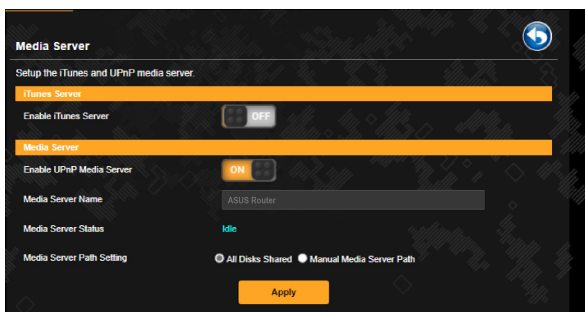 Media Server
Setup the iTunes and UPnP media server.
iTunes Server
Enable iTunes Server OFF
Media Server
Enable UPnP Media Server ON
Media Server Name ASUS Router
Media Server Status Idle
Media Server Path Setting All Disks Shared Manual Media Server Path
Apply